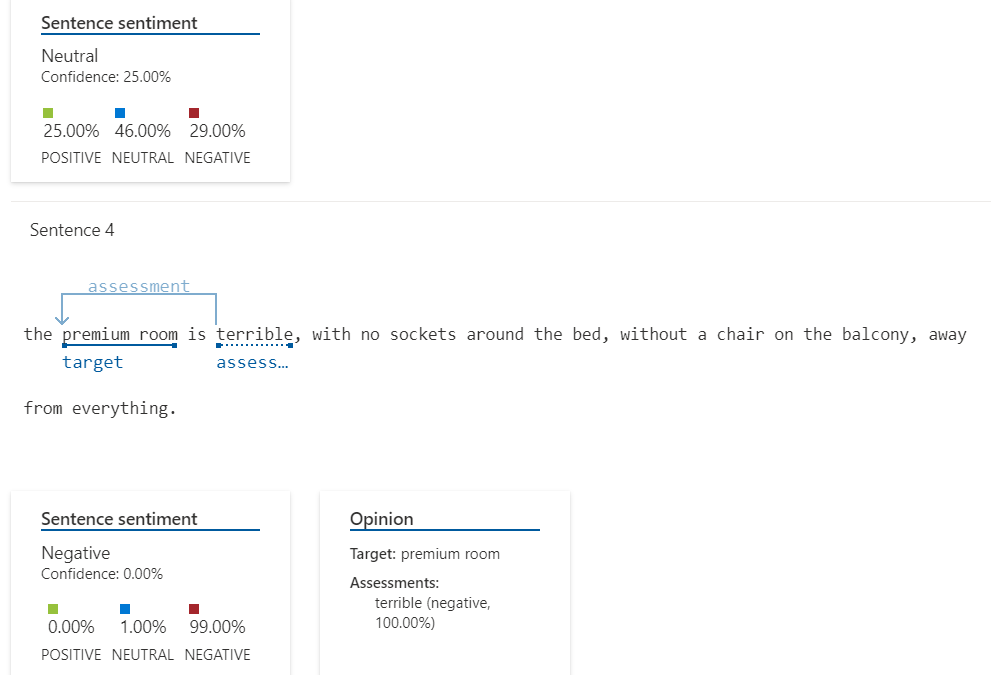 Sentence sentiment
Neutral
Confidence: 25.00%
25.00% 46.00% 29.00%
POSITIVE NEUTRAL NEGATIVE
Sentence 4
assessment
the premium room is terrible, with no sockets around the bed, without a chair on the balcony, away
target assess…
from everything.
Sentence sentiment
Negative
Confidence: 0.00%
0.00% 1.00% 99.00%
POSITIVE NEUTRAL NEGATIVE
Opinion
Target: premium room
Assessments:
terrible (negative,
100.00%)